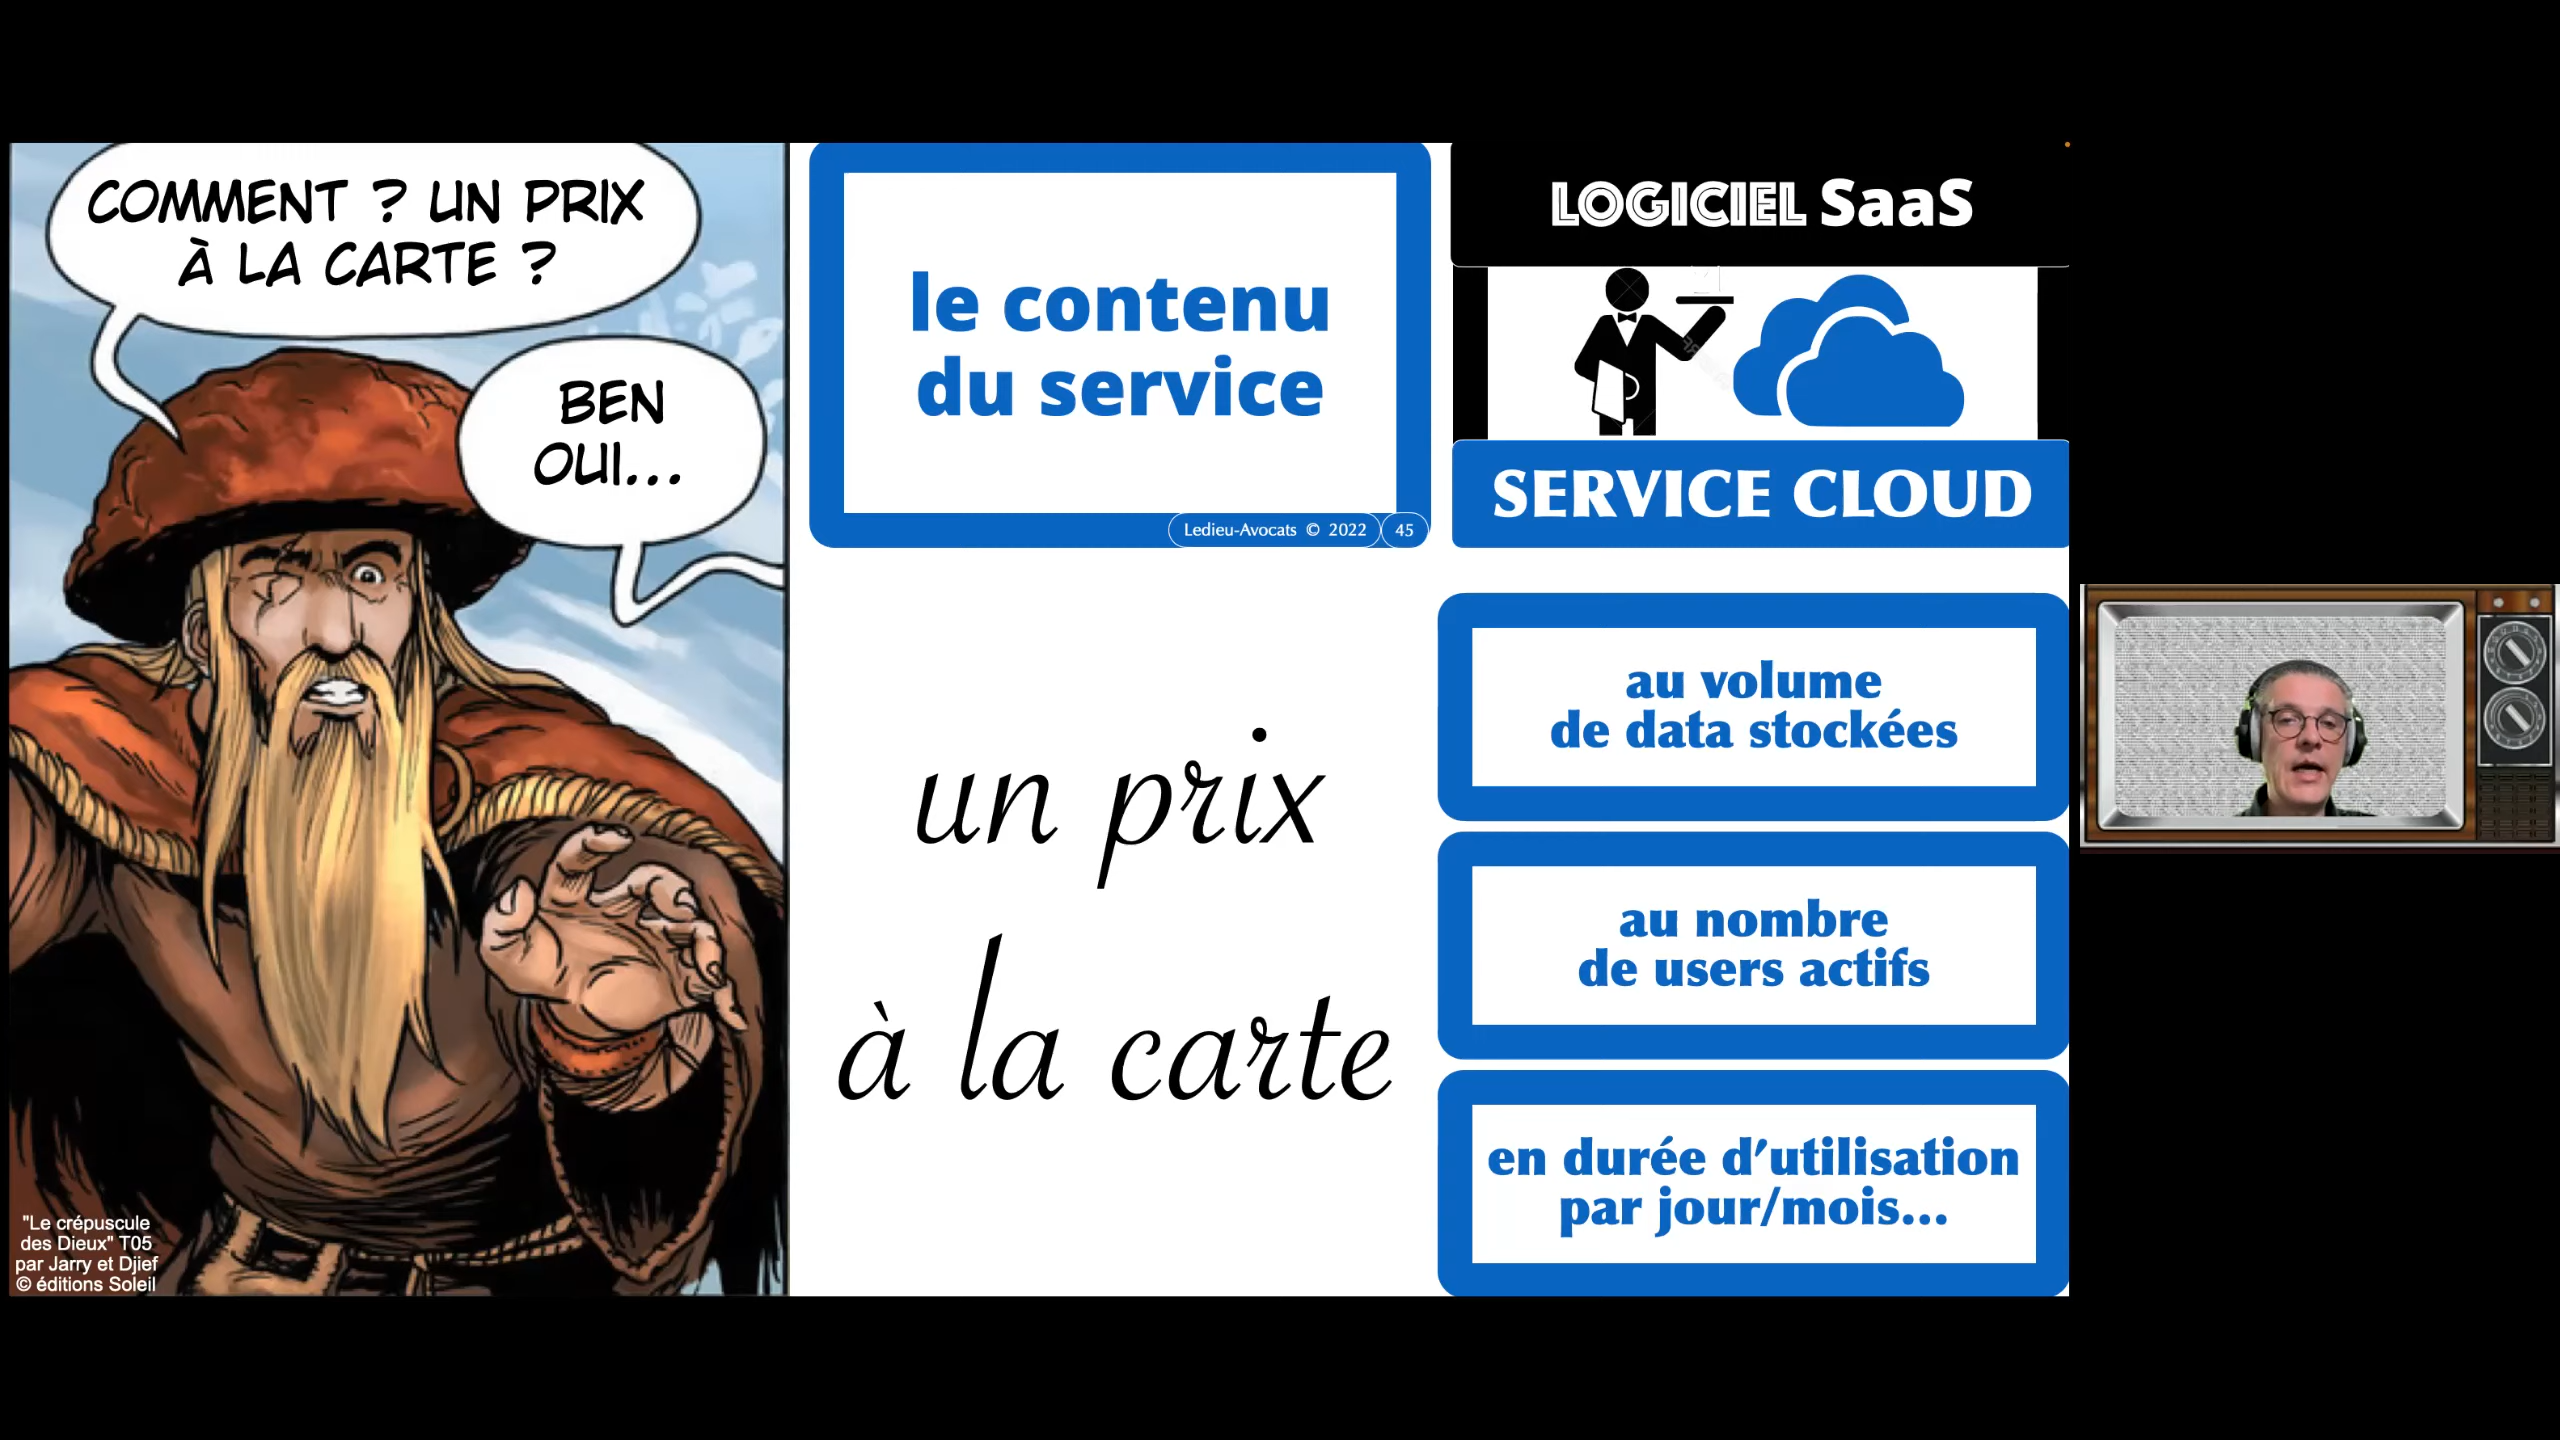 COMMENT ? UN PRIX
À LA CARTE ?
BEN
OUI...
"Le crépuscule
des Dieux" T05
par Jarry et Djief
© éditions Soleil
le contenu
du service
Ledieu-Avocats © 2022 45
un prix
à la carte
LOGICIEL SaaS
SERVICE CLOUD
au volume
de data stockées
au nombre
de users actifs
en durée d’utilisation
par jour/mois…